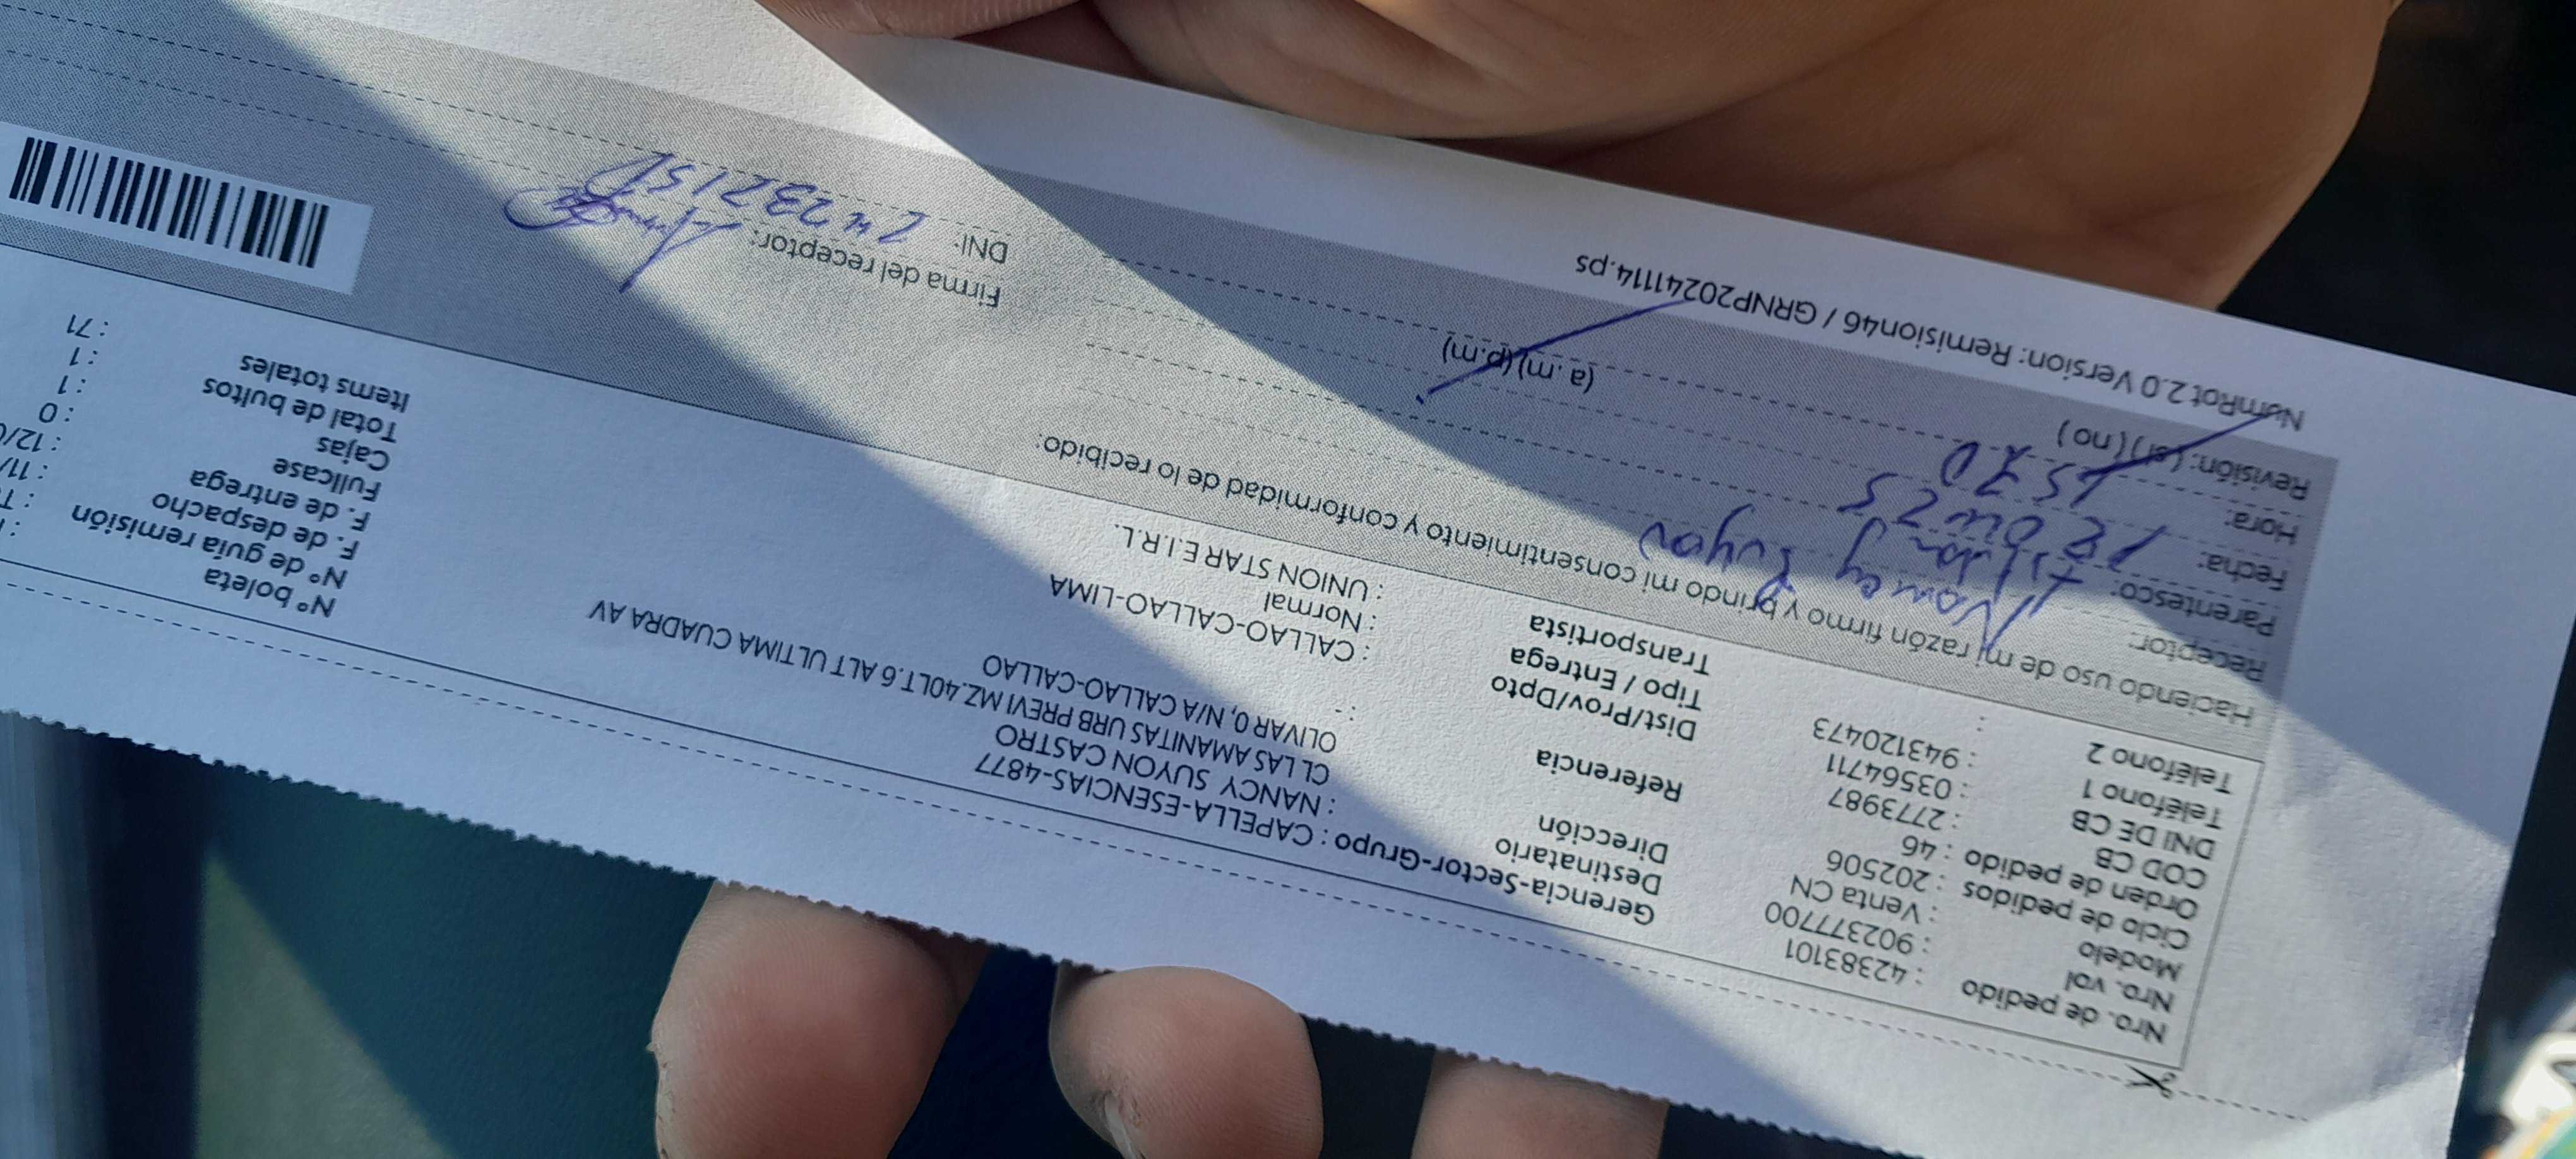 Nro. de pedido : 42383101
Nro. vol : 902377700
Modelo : Venta CN
Ciclo de pedidos : 202506
Orden de pedido : 46
COD CB : 2773987
DNI DE CB : 03564711
Teléfono 1 : 943120473
Teléfono 2 :
Gerencia-Sector-Grupo : CAPELLA-ESENCIAS-4877
Destinatario : NANCY SUYON CASTRO
Dirección CL LAS AMANITAS URB PREVI MZ.40LT.6 ALT ULTIMA CUADRA AV
OLIVAR 0, N/A CALLAO-CALLAO
Referencia : -
Dist/Prov/Dpto : CALLAO-CALLAO-LIMA
Tipo / Entrega : Normal
Transportista : UNION STAR E.I.R.L.
N° boleta :
N° de guía remisión : T
F. de despacho : 11/
F. de entrega : 12/0
Fullcase : 0
Cajas : 1
Total de bultos : 1
Items totales : 71
Haciendo uso de mi razón firmo y brindo mi consentimiento y conformidad de lo recibido:
Receptor: Nancy Suyon
Parentesco:
Fecha:
Hora:
(a.m) (p.m)
Revisión: (si) (no)
Firma del receptor:
DNI:
NumRot 2.0 Version: Remision46 / GRNP20241114.ps